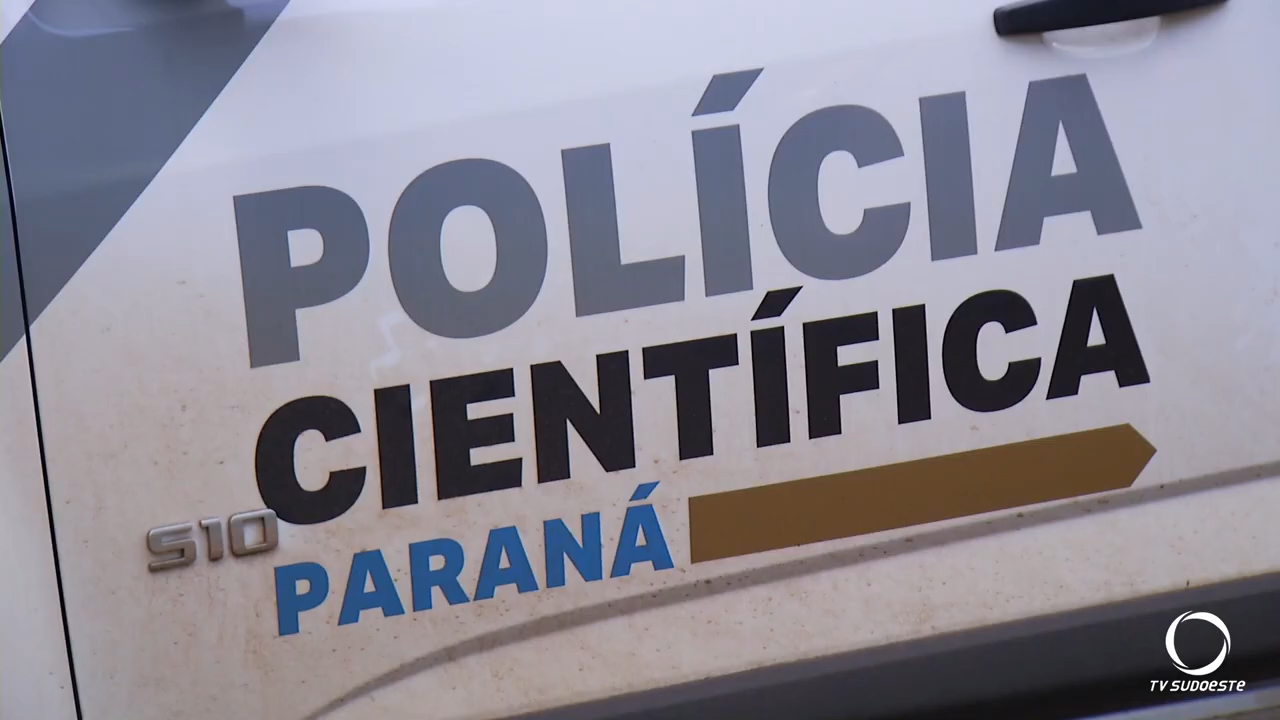 POLÍCIA
CIENTÍFICA
S10
PARANÁ
TV SUDOESTE